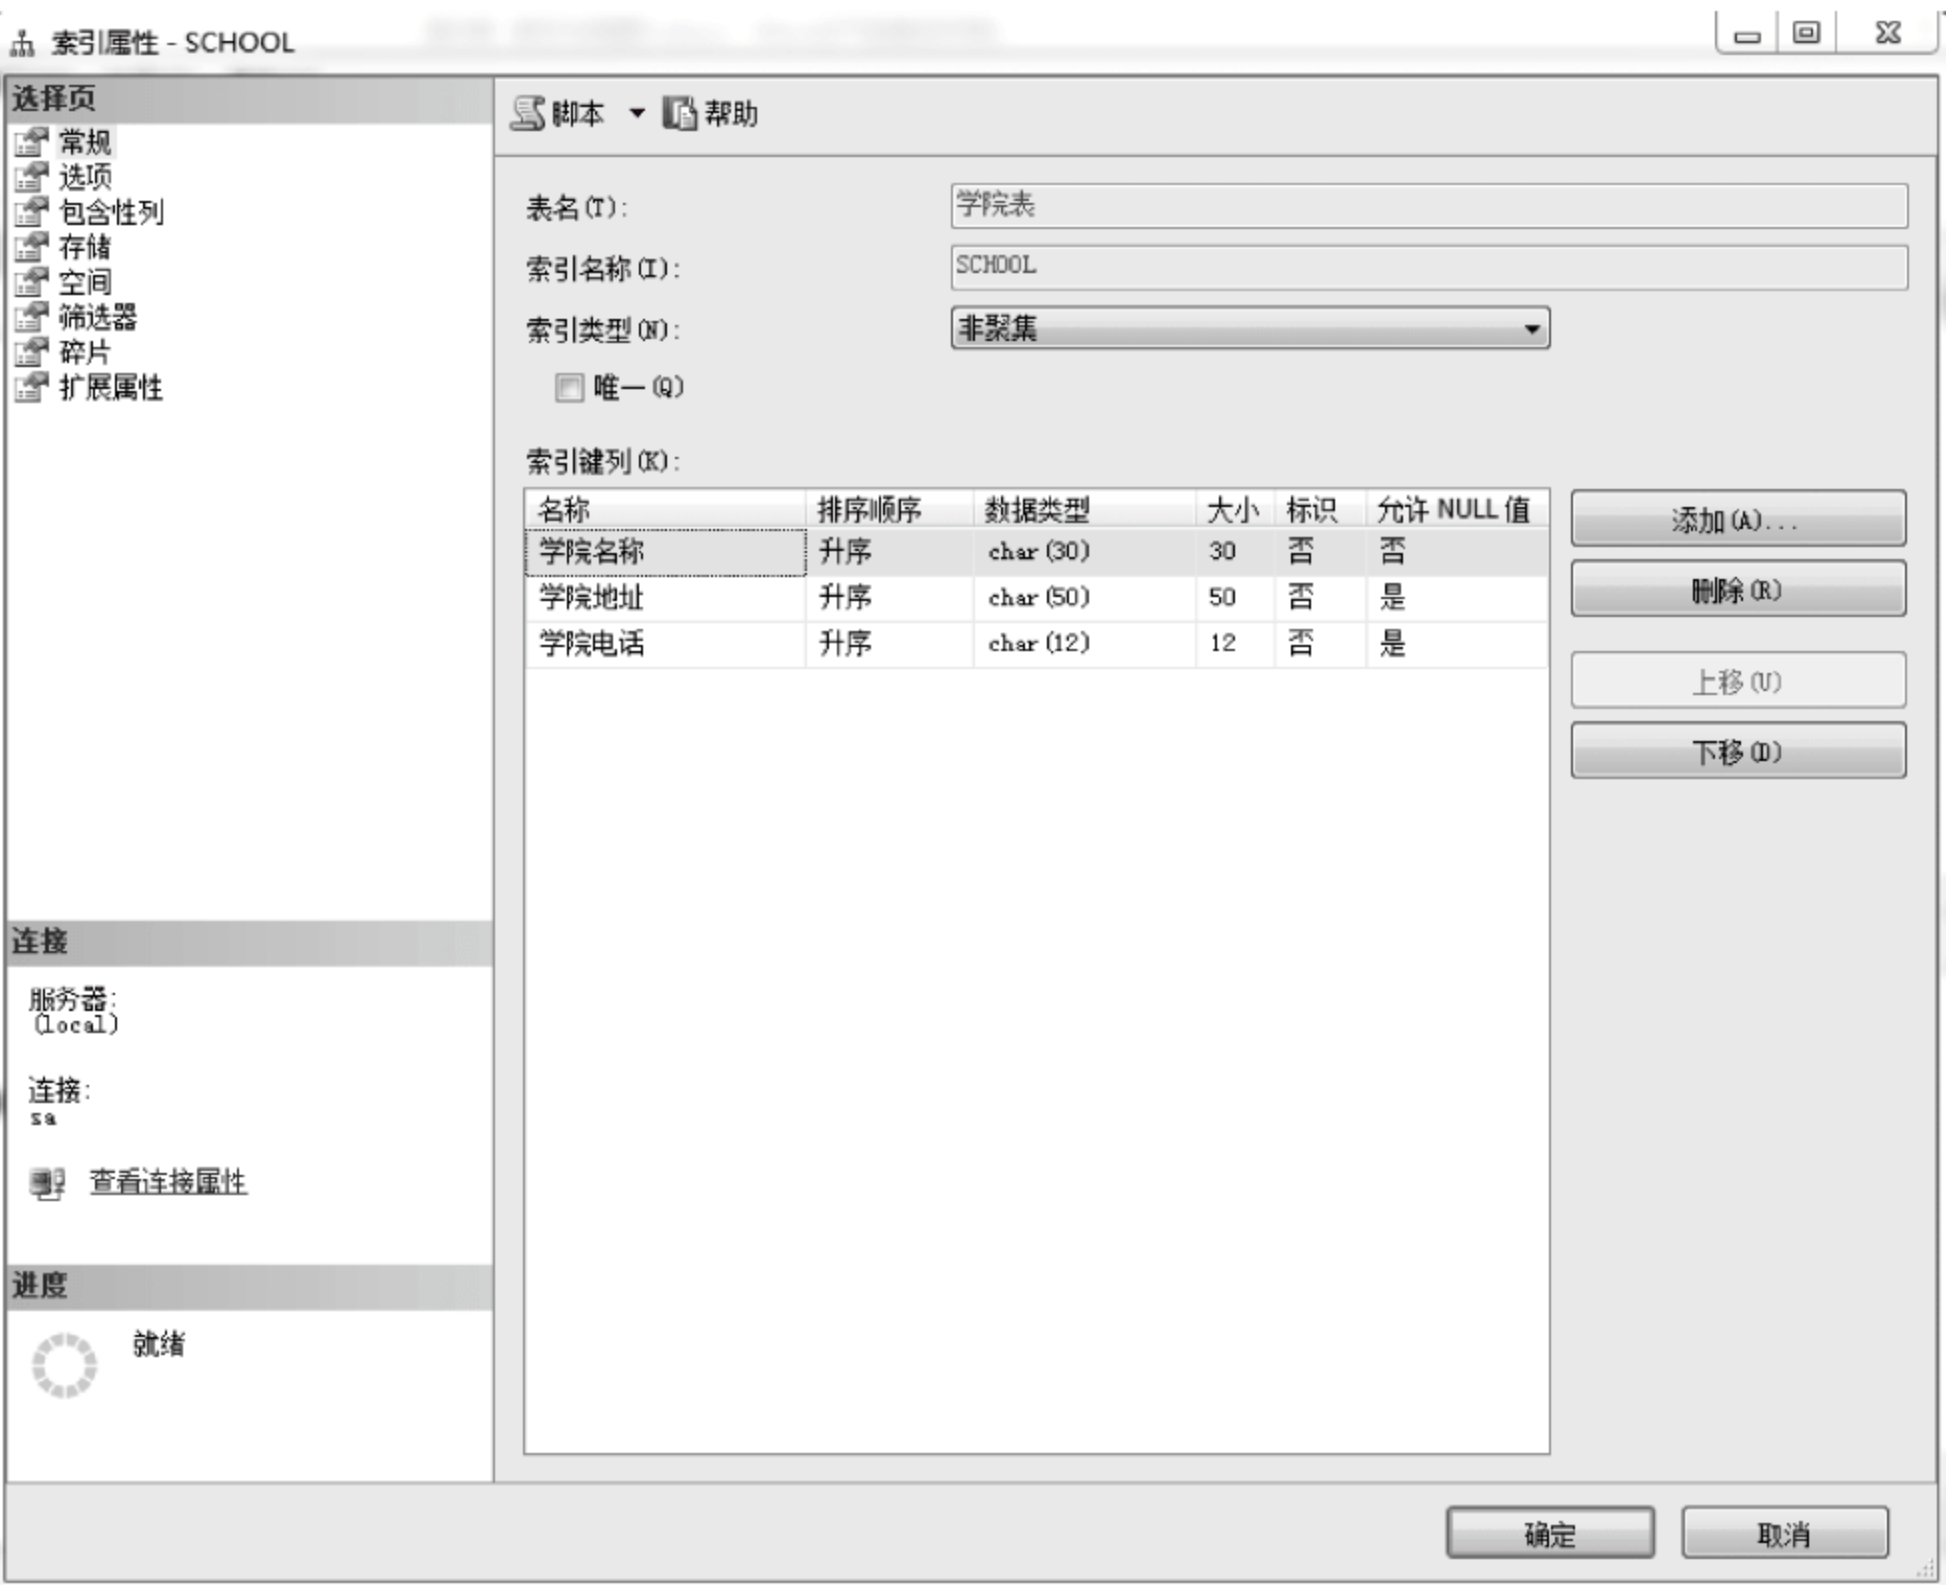 索引属性 - SCHOOL
选择页
常规
选项
包含性列
存储
空间
筛选器
碎片
扩展属性
脚本 帮助
表名(T): 学院表
索引名称(I): SCHOOL
索引类型(N): 非聚集
唯一(Q)
索引键列(K):
名称 排序顺序 数据类型 大小 标识 允许 NULL 值
学院名称 升序 char(30) 30 否 否
学院地址 升序 char(50) 50 否 是
学院电话 升序 char(12) 12 否 是
添加(A)...
删除(R)
上移(U)
下移(D)
连接
服务器:
(local)
连接:
sa
查看连接属性
进度
就绪
确定 取消